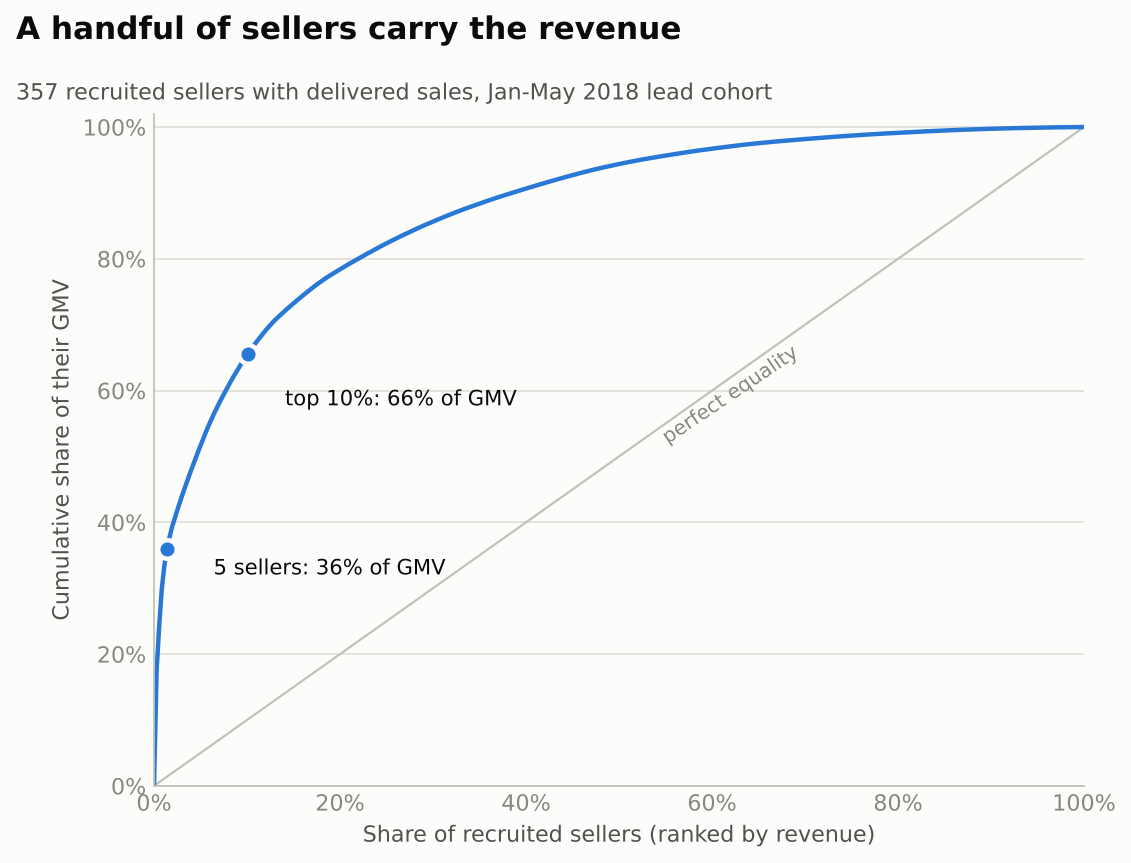 A handful of sellers carry the revenue
357 recruited sellers with delivered sales, Jan-May 2018 lead cohort
100%
80%
60%
40%
20%
0%
Cumulative share of their GMV
top 10%: 66% of GMV
5 sellers: 36% of GMV
perfect equality
0%
20%
40%
60%
80%
100%
Share of recruited sellers (ranked by revenue)